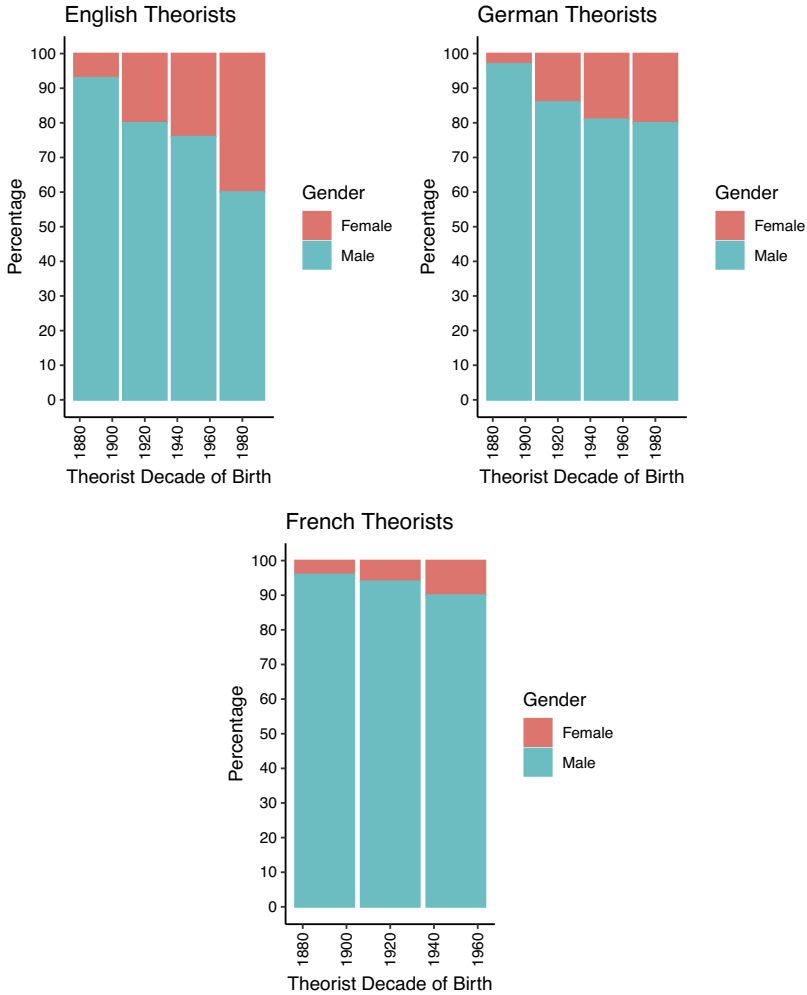 English Theorists
Percentage
100
90
80
70
60
50
40
30
20
10
0
1880
1900
1920
1940
1960
1980
Theorist Decade of Birth
Gender
Female
Male
German Theorists
Percentage
100
90
80
70
60
50
40
30
20
10
0
1880
1900
1920
1940
1960
1980
Theorist Decade of Birth
Gender
Female
Male
French Theorists
Percentage
100
90
80
70
60
50
40
30
20
10
0
1880
1900
1920
1940
1960
Theorist Decade of Birth
Gender
Female
Male